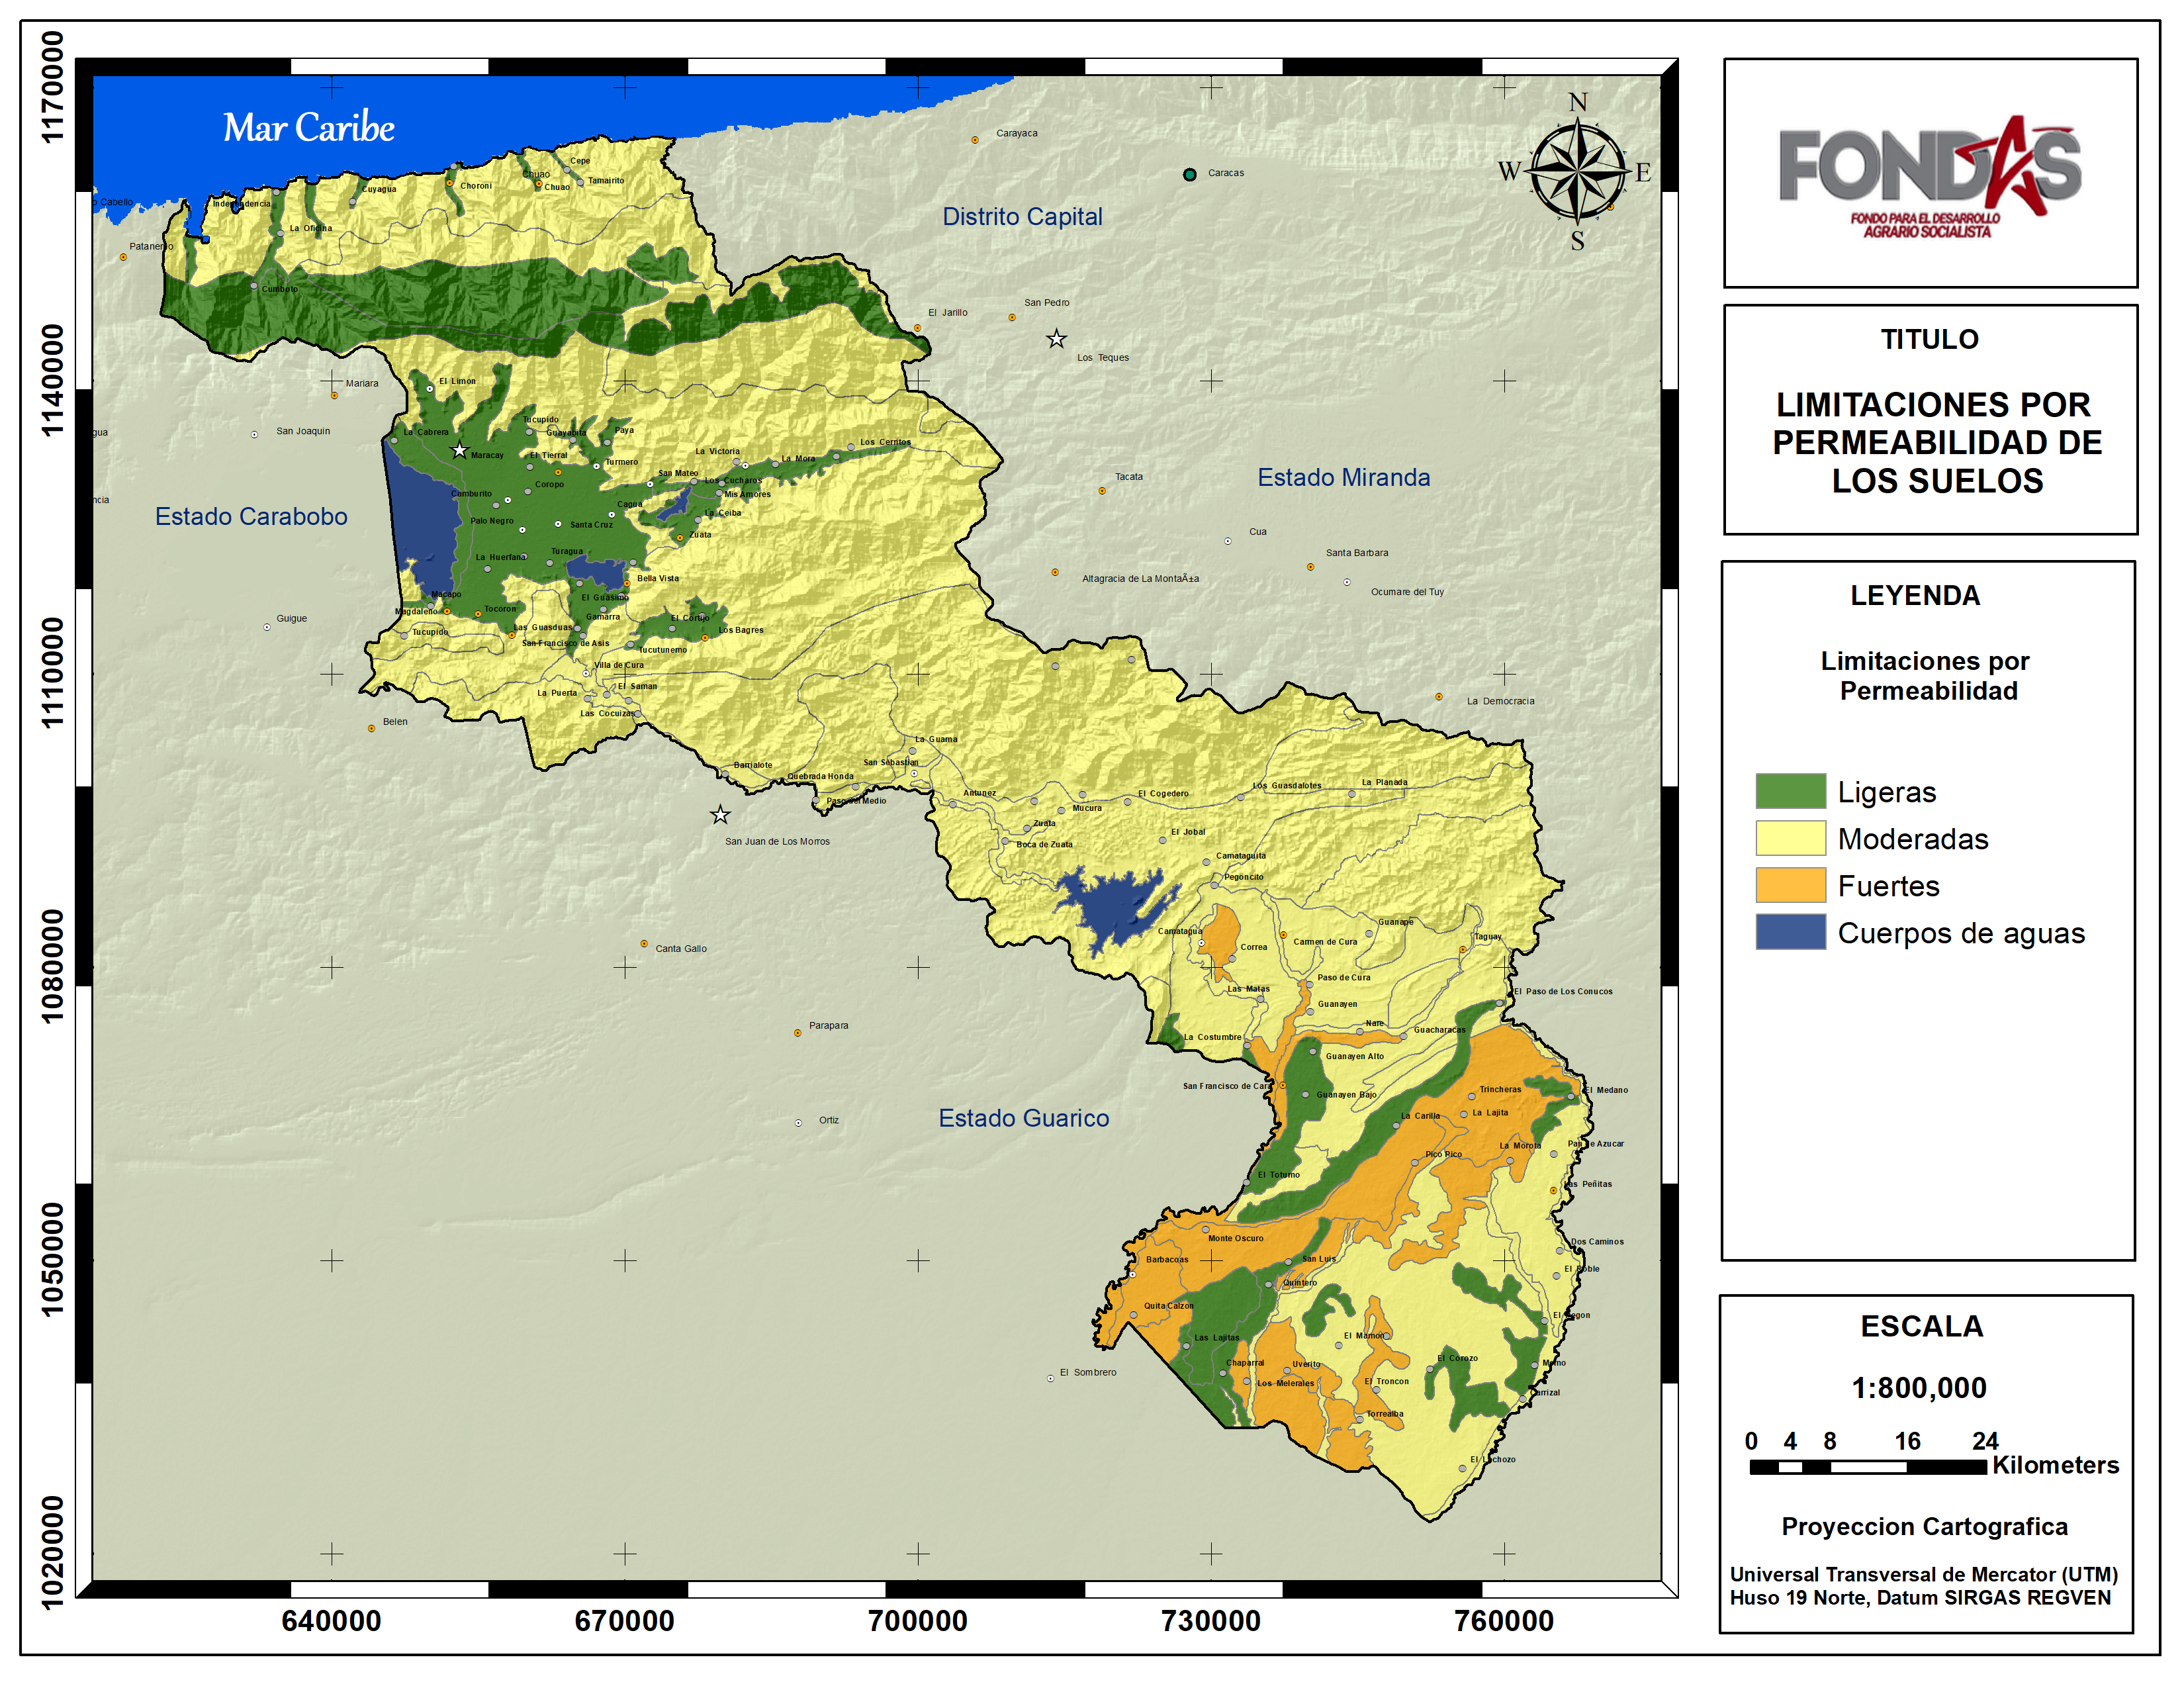 1170000
1140000
1110000
1080000
1050000
1020000
640000
670000
700000
730000
760000
Mar Caribe
N
W
E
S
Carayaca
Caracas
Distrito Capital
o Cabello
Patanemo
Independencia
La Oficina
Cuyagua
Choroni
Chuao
Chuao
Cepe
Tamairito
Cumboto
El Jarillo
San Pedro
Los Teques
Mariara
San Joaquin
gua
ncia
Estado Carabobo
Estado Miranda
Tacata
Cua
Santa Barbara
Altagracia de La MontaÃ±a
Ocumare del Tuy
La Democracia
Guigue
Belen
El Limon
La Cabrera
Maracay
Tucupido
Guayabita
Paya
El Tierral
Turmero
La Victoria
La Mora
Los Cerritos
San Mateo
Los Cucharos
Mis Amores
Camburito
Coropo
Cagua
La Ceiba
Palo Negro
Santa Cruz
Zuata
La Huerfana
Turagua
Bella Vista
Macapo
Magdaleno
Tocoron
El Guasimo
Gamarra
El Cortijo
Los Bagres
Las Guasduas
Tucupido
San Francisco de Asis
Tucutunemo
Villa de Cura
La Puerta
El Saman
Las Cocuizas
La Guama
Barrialote
Quebrada Honda
San Sebastian
Paso del Medio
San Juan de Los Morros
Antunez
Mucura
El Cogedero
Los Guasdalotes
La Planada
Zuata
Boca de Zuata
El Jobal
Camataguita
Pegoncito
Camatagua
Correa
Carmen de Cura
Guanape
Taguay
Las Matas
Paso de Cura
Guanayen
El Paso de Los Conucos
La Costumbre
Nare
Guacharacas
Guanayen Alto
San Francisco de Cara
Guanayen Bajo
Trincheras
El Medano
La Carilla
La Lajita
La Morota
Pan de Azucar
Pico Pico
Las Peñitas
El Totumo
Monte Oscuro
Barbacoas
San Luis
Dos Caminos
El Roble
Quintero
Quita Calzon
Las Lajitas
El Mamon
Chaparral
Uverito
El Corozo
Memo
Los Melerales
El Troncon
Carrizal
Torrealba
Canta Gallo
Parapara
Ortiz
Estado Guarico
El Sombrero
FONDAS
FONDO PARA EL DESARROLLO
AGRARIO SOCIALISTA
TITULO
LIMITACIONES POR
PERMEABILIDAD DE
LOS SUELOS
LEYENDA
Limitaciones por
Permeabilidad
Ligeras
Moderadas
Fuertes
Cuerpos de aguas
ESCALA
1:800,000
0 4 8 16 24
Kilometers
Proyeccion Cartografica
Universal Transversal de Mercator (UTM)
Huso 19 Norte, Datum SIRGAS REGVEN